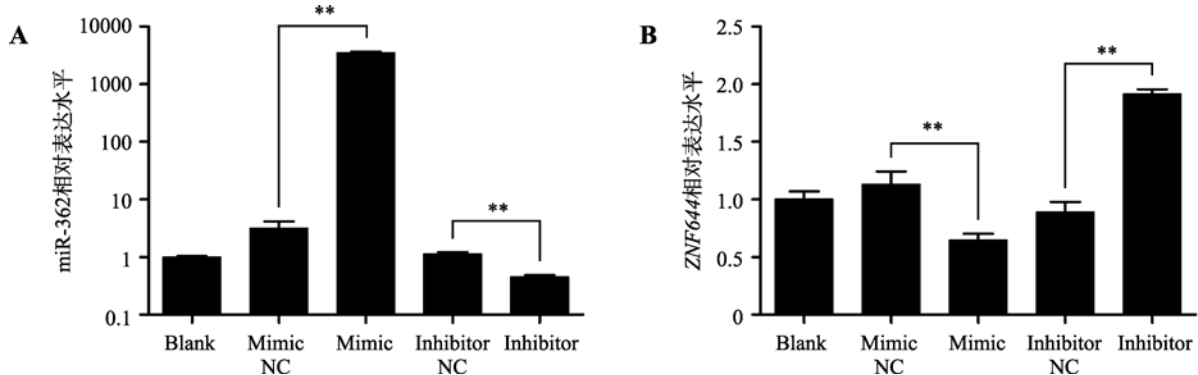 A
miR-362相对表达水平
10000
1000
100
10
1
0.1
**
**
Blank
Mimic
NC
Mimic
Inhibitor
NC
Inhibitor
B
ZNF644相对表达水平
2.5
2.0
1.5
1.0
0.5
0
**
**
Blank
Mimic
NC
Mimic
Inhibitor
NC
Inhibitor